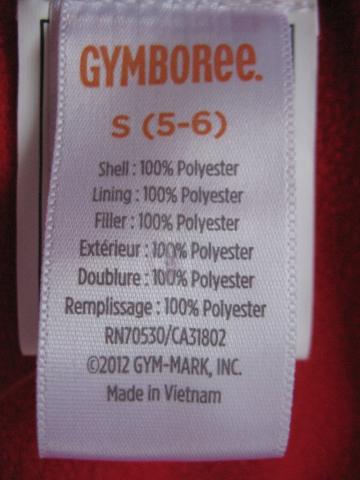 GYMBOREE.
S (5-6)
Shell : 100% Polyester
Lining : 100% Polyester
Filler : 100% Polyester
Extérieur : 100% Polyester
Doublure : 100% Polyester
Remplissage : 100% Polyester
RN70530/CA31802
©2012 GYM-MARK, INC.
Made in Vietnam